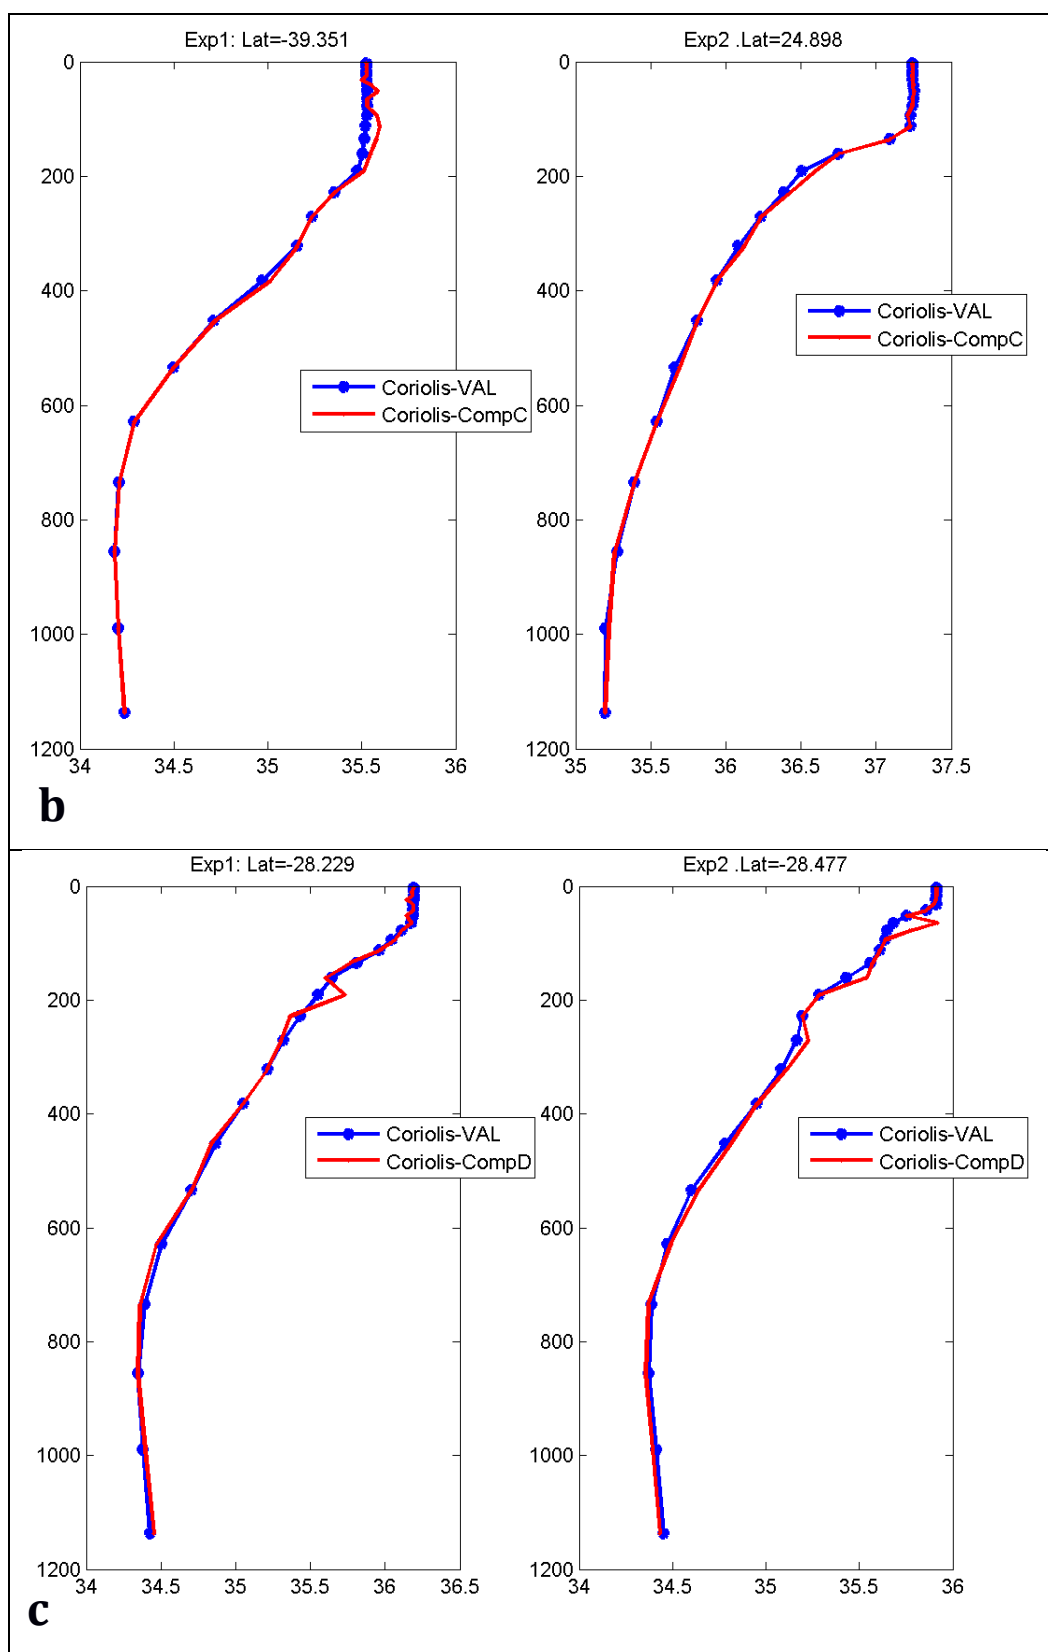 Exp1: Lat=-39.351
0
200
400
600
800
1000
1200
34 34.5 35 35.5 36
Coriolis-VAL
Coriolis-CompC
Exp2 .Lat=24.898
0
200
400
600
800
1000
1200
35 35.5 36 36.5 37 37.5
Coriolis-VAL
Coriolis-CompC
b
Exp1: Lat=-28.229
0
200
400
600
800
1000
1200
34 34.5 35 35.5 36 36.5
Coriolis-VAL
Coriolis-CompD
Exp2 .Lat=-28.477
0
200
400
600
800
1000
1200
34 34.5 35 35.5 36
Coriolis-VAL
Coriolis-CompD
c